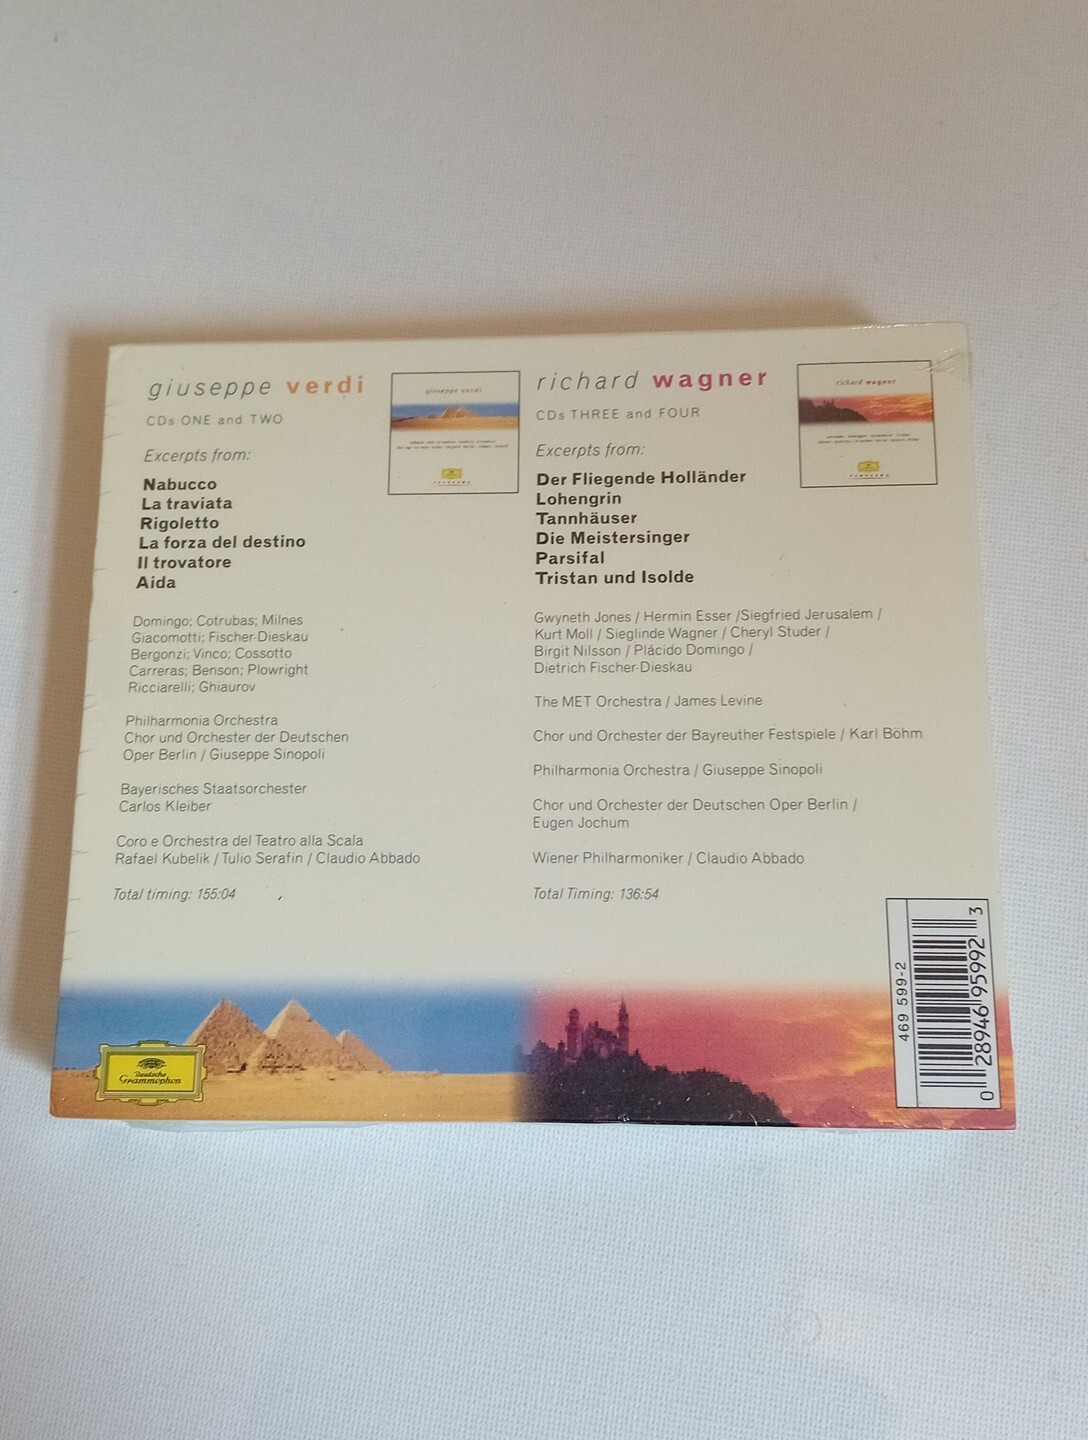 giuseppe verdi
CDs ONE and TWO
Excerpts from:
Nabucco
La traviata
Rigoletto
La forza del destino
Il trovatore
Aida
Domingo; Cotrubas; Milnes
Giacomotti; Fischer-Dieskau
Bergonzi; Vinco; Cossotto
Carreras; Benson; Plowright
Ricciarelli; Ghiaurov
Philharmonia Orchestra
Chor und Orchester der Deutschen
Oper Berlin / Giuseppe Sinopoli
Bayerisches Staatsorchester
Carlos Kleiber
Coro e Orchestra del Teatro alla Scala
Rafael Kubelik / Tulio Serafin / Claudio Abbado
Total timing: 155:04
giuseppe verdi
PANORAMA
richard wagner
CDs THREE and FOUR
Excerpts from:
Der Fliegende Holländer
Lohengrin
Tannhäuser
Die Meistersinger
Parsifal
Tristan und Isolde
Gwyneth Jones / Hermin Esser /Siegfried Jerusalem /
Kurt Moll / Sieglinde Wagner / Cheryl Studer /
Birgit Nilsson / Plácido Domingo /
Dietrich Fischer-Dieskau
The MET Orchestra / James Levine
Chor und Orchester der Bayreuther Festspiele / Karl Böhm
Philharmonia Orchestra / Giuseppe Sinopoli
Chor und Orchester der Deutschen Oper Berlin /
Eugen Jochum
Wiener Philharmoniker / Claudio Abbado
Total Timing: 136:54
richard wagner
PANORAMA
Deutsche
Grammophon
469 599-2
0 28946 95992 3